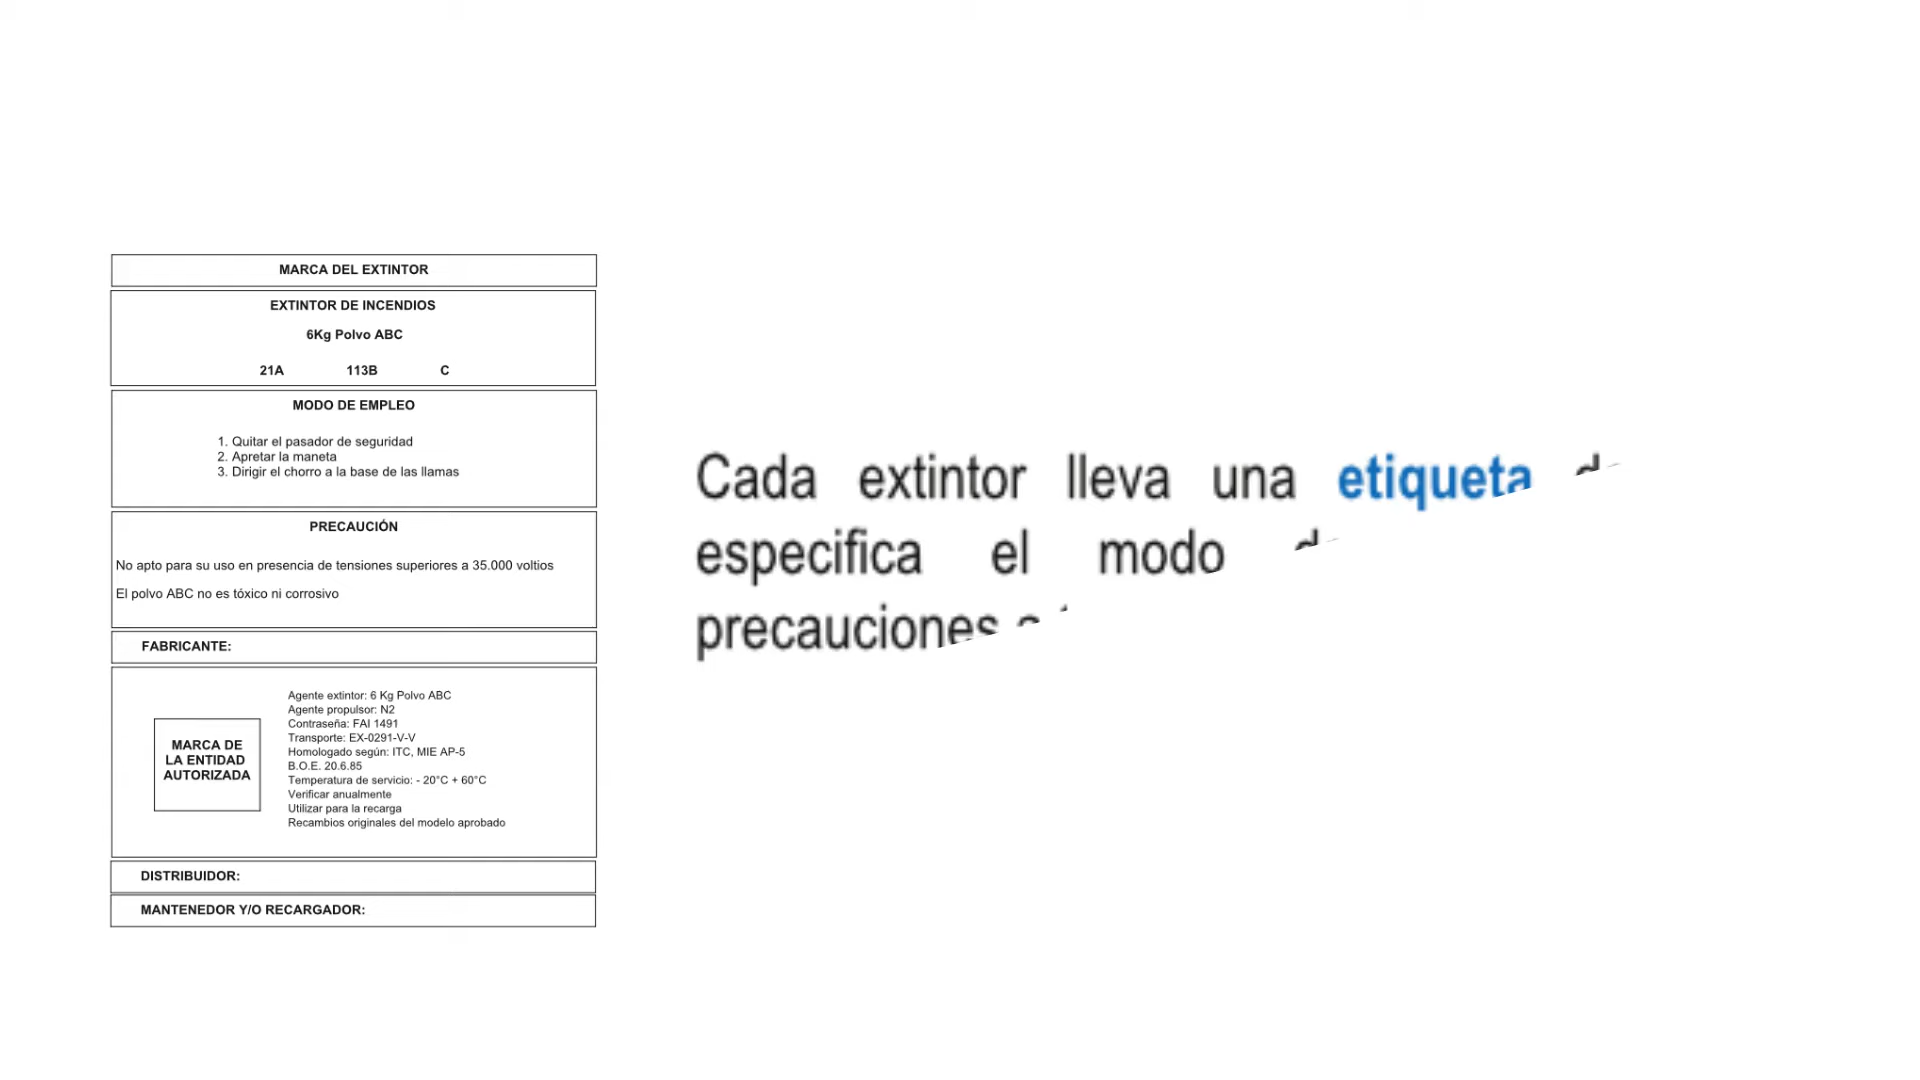 MARCA DEL EXTINTOR
EXTINTOR DE INCENDIOS
6Kg Polvo ABC
21A 113B C
MODO DE EMPLEO
1. Quitar el pasador de seguridad
2. Apretar la maneta
3. Dirigir el chorro a la base de las llamas
PRECAUCIÓN
No apto para su uso en presencia de tensiones superiores a 35.000 voltios
El polvo ABC no es tóxico ni corrosivo
FABRICANTE:
MARCA DE
LA ENTIDAD
AUTORIZADA
Agente extintor: 6 Kg Polvo ABC
Agente propulsor: N2
Contraseña: FAI 1491
Transporte: EX-0291-V-V
Homologado según: ITC, MIE AP-5
B.O.E. 20.6.85
Temperatura de servicio: - 20°C + 60°C
Verificar anualmente
Utilizar para la recarga
Recambios originales del modelo aprobado
DISTRIBUIDOR:
MANTENEDOR Y/O RECARGADOR:
Cada extintor lleva una etiqueta
especifica el modo
precauciones